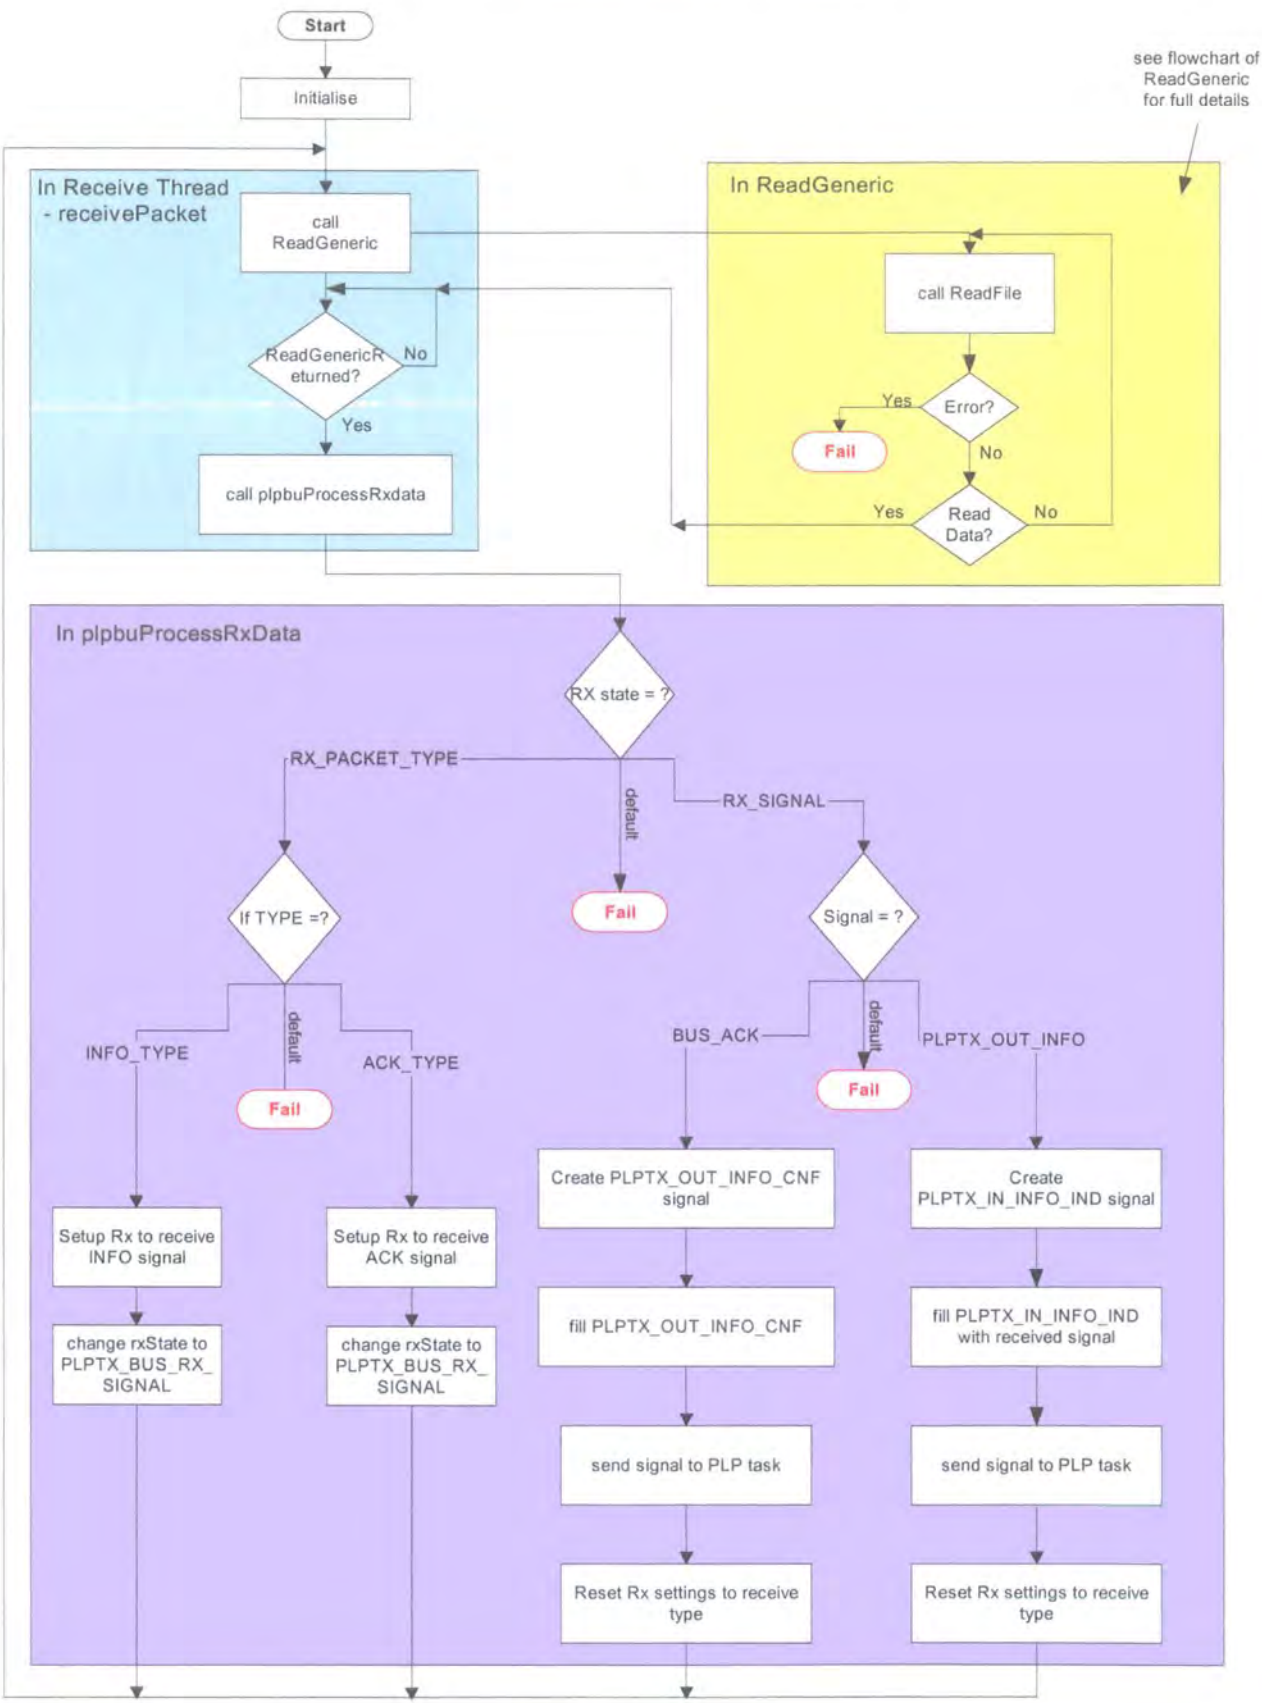 Start
Initialise
see flowchart of
ReadGeneric
for full details
In Receive Thread
- receivePacket
call
ReadGeneric
ReadGenericR
eturned?
No
Yes
call plpbuProcessRxdata
In ReadGeneric
call ReadFile
Error?
Yes
Fail
No
Read
Data?
Yes
No
In plpbuProcessRxData
RX state = ?
RX_PACKET_TYPE
default
RX_SIGNAL
Fail
If TYPE =?
Signal = ?
INFO_TYPE
default
ACK_TYPE
Fail
BUS_ACK
default
PLPTX_OUT_INFO
Fail
Setup Rx to receive
INFO signal
change rxState to
PLPTX_BUS_RX_
SIGNAL
Setup Rx to receive
ACK signal
change rxState to
PLPTX_BUS_RX_
SIGNAL
Create PLPTX_OUT_INFO_CNF
signal
fill PLPTX_OUT_INFO_CNF
send signal to PLP task
Reset Rx settings to receive
type
Create
PLPTX_IN_INFO_IND signal
fill PLPTX_IN_INFO_IND
with received signal
send signal to PLP task
Reset Rx settings to receive
type